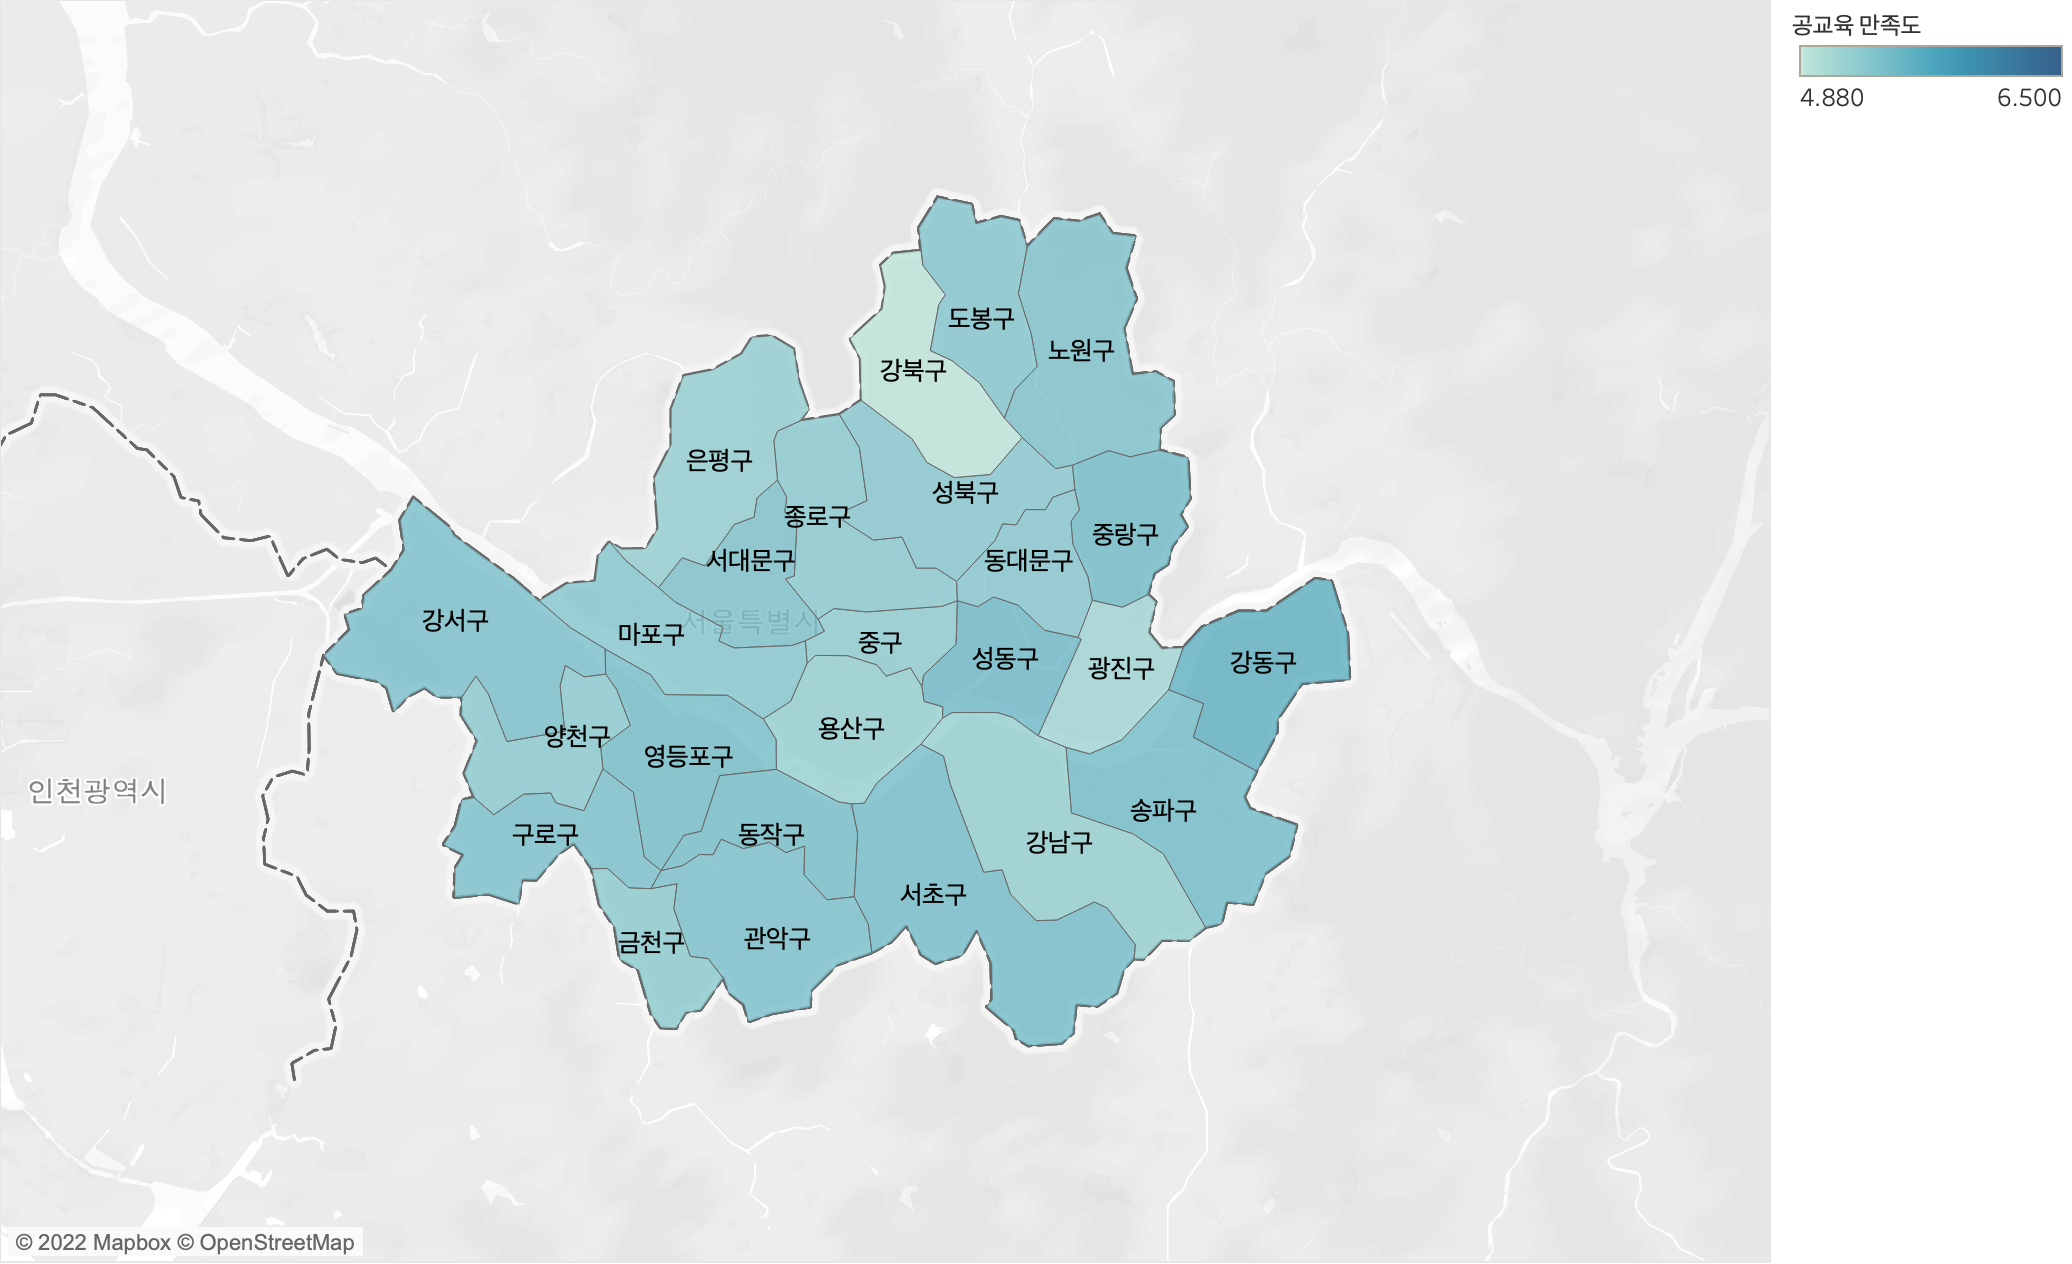 공교육 만족도
4.880 6.500
도봉구
노원구
강북구
은평구
성북구
종로구
중랑구
서대문구
동대문구
강서구
서울특별시
마포구
중구
성동구
광진구
강동구
용산구
양천구
영등포구
인천광역시
송파구
구로구
동작구
강남구
서초구
금천구
관악구
© 2022 Mapbox © OpenStreetMap